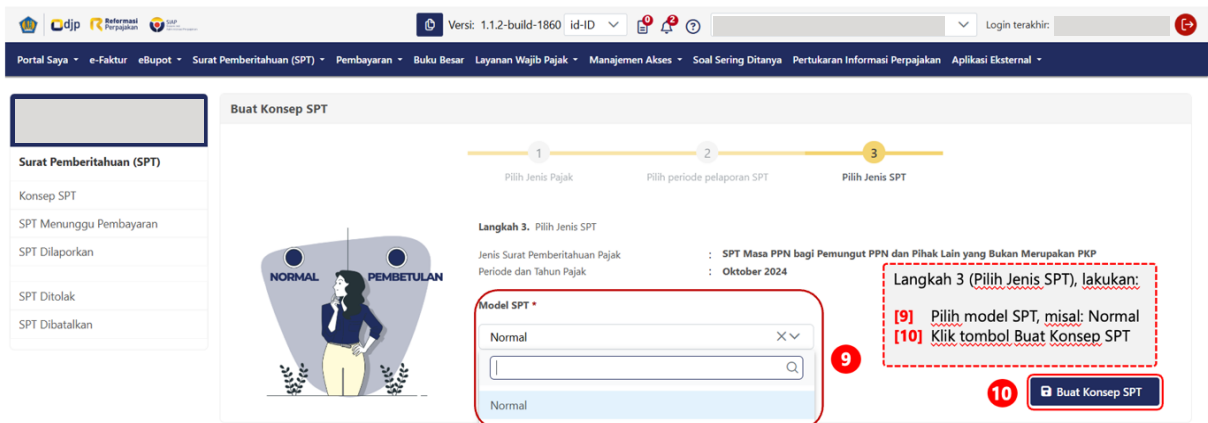 djp Reformasi Perpajakan SIAP Versi: 1.1.2-build-1860 id-ID 0 0 Login terakhir:
Portal Saya e-Faktur eBupot Surat Pemberitahuan (SPT) Pembayaran Buku Besar Layanan Wajib Pajak Manajemen Akses Soal Sering Ditanya Pertukaran Informasi Perpajakan Aplikasi Eksternal
Surat Pemberitahuan (SPT)
Konsep SPT
SPT Menunggu Pembayaran
SPT Dilaporkan
SPT Ditolak
SPT Dibatalkan
Buat Konsep SPT
1 2 3
Pilih Jenis Pajak Pilih periode pelaporan SPT Pilih Jenis SPT
NORMAL PEMBETULAN
Langkah 3. Pilih Jenis SPT
Jenis Surat Pemberitahuan Pajak : SPT Masa PPN bagi Pemungut PPN dan Pihak Lain yang Bukan Merupakan PKP
Periode dan Tahun Pajak : Oktober 2024
Model SPT *
Normal
Normal
9
Langkah 3 (Pilih Jenis SPT), lakukan:
[9] Pilih model SPT, misal: Normal
[10] Klik tombol Buat Konsep SPT
10 Buat Konsep SPT